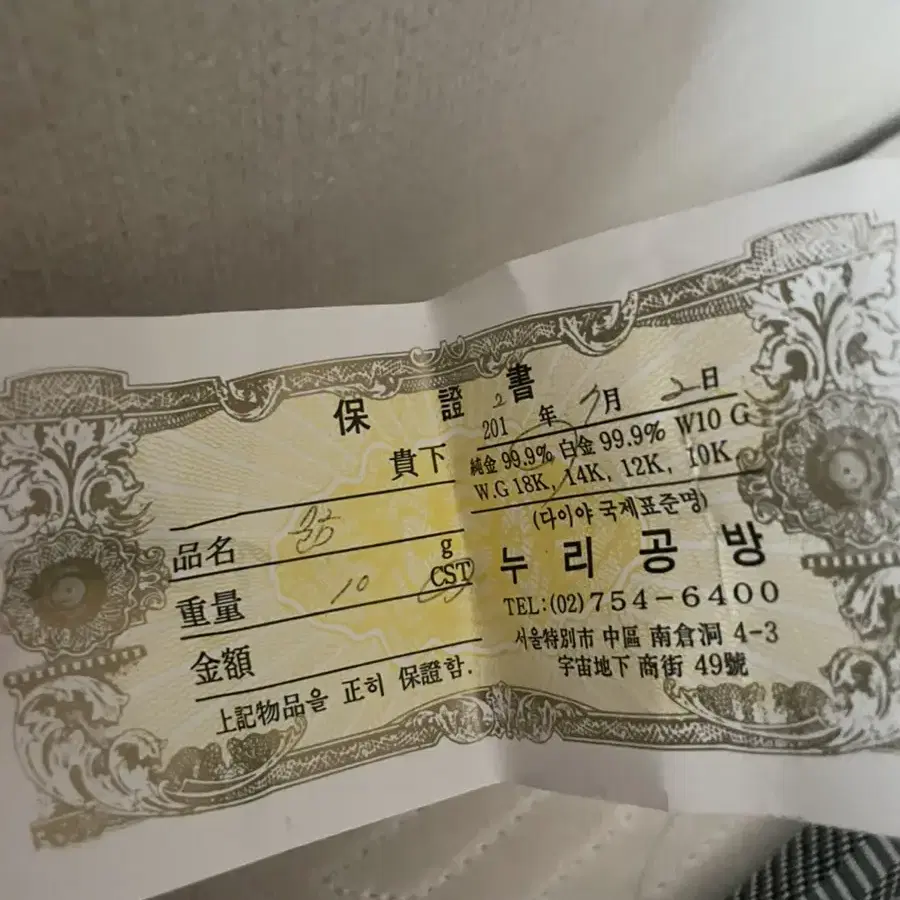 保 證 書
貴下
品名
g
重量 10 CST
金額
上記物品을 正히 保證함.
2012 年 7月 2日
純金 99.9% 白金 99.9% W10 G
W.G 18K, 14K, 12K, 10K
(다이야 국제표준명)
누리공방
TEL:(02)754-6400
서울特別市 中區 南倉洞 4-3
宇宙地下 商街 49號